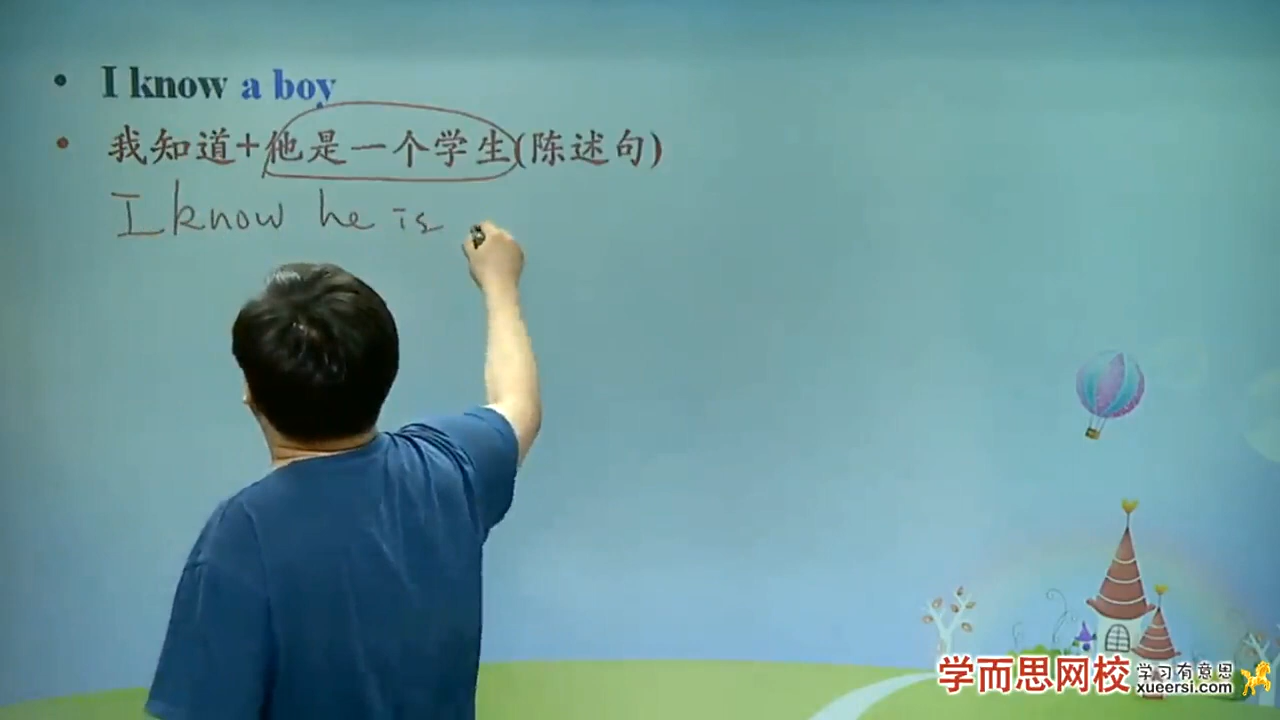 • I know a boy
• 我知道+他是一个学生(陈述句)
I know he is
学而思网校
学习有意思
xueersi.com